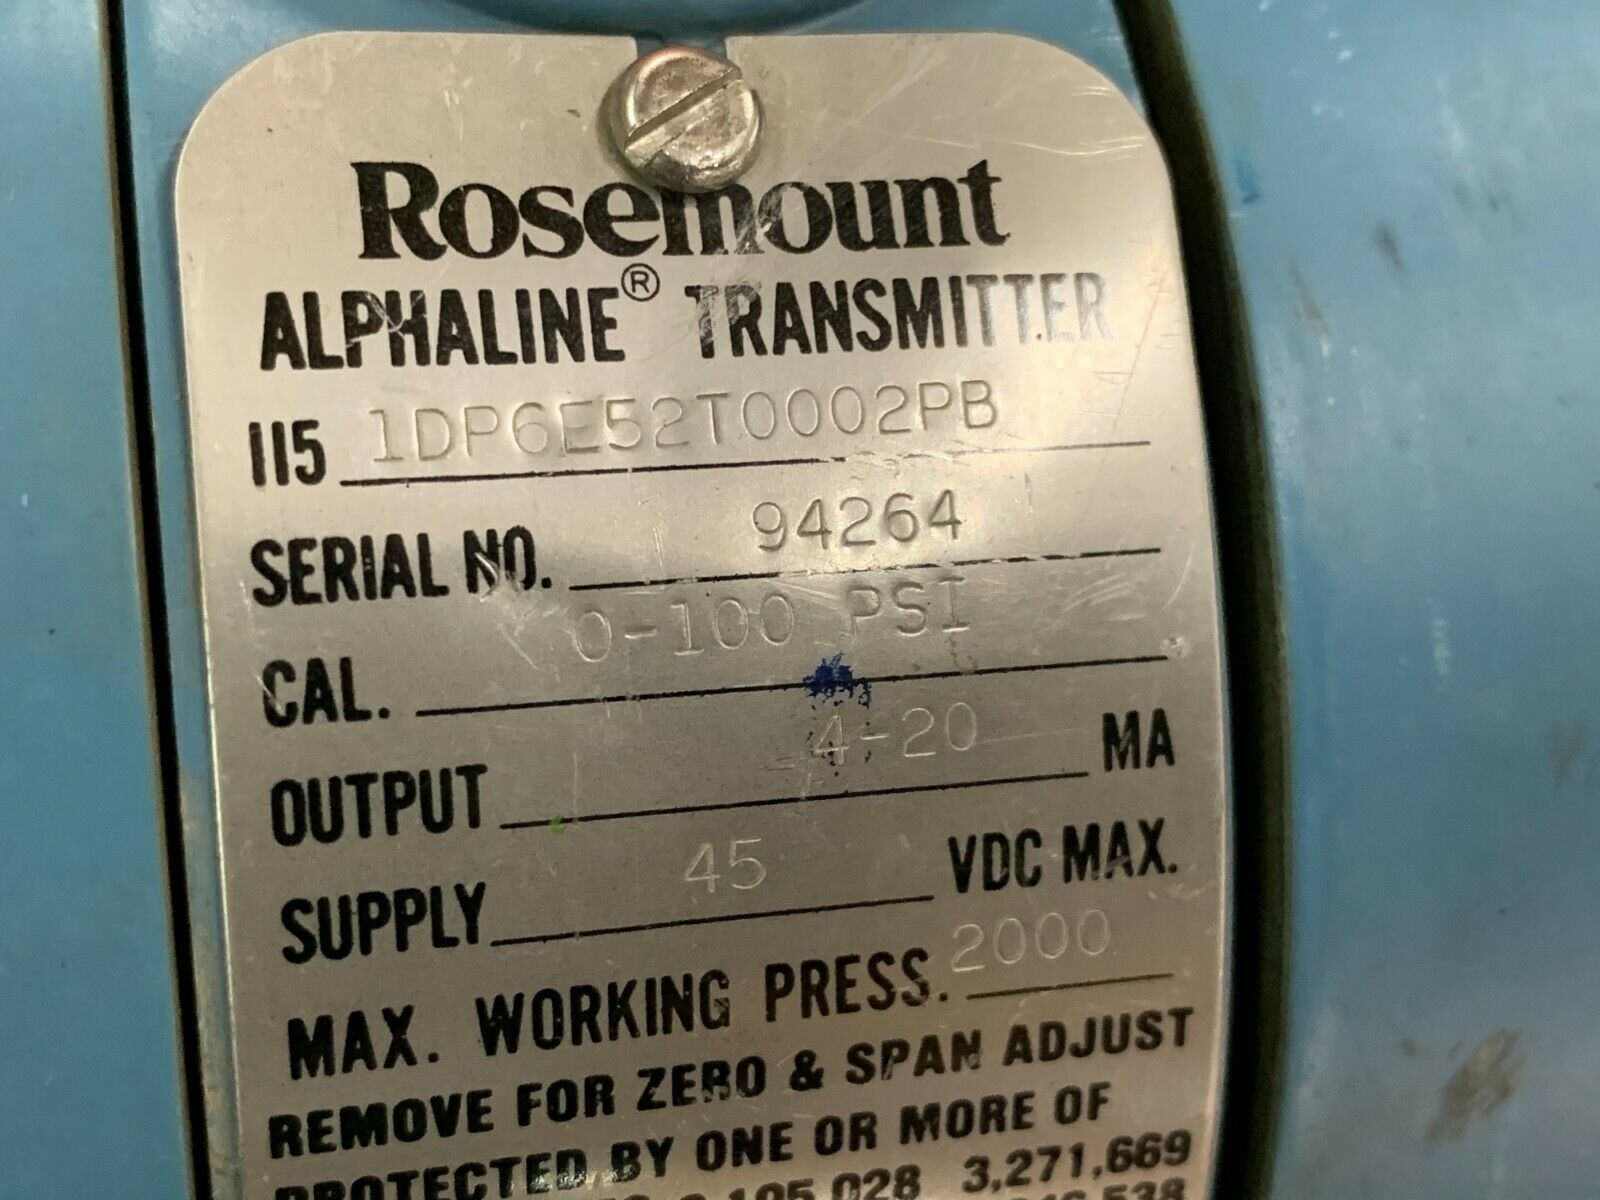 Rosemount
ALPHALINE® TRANSMITTER
115 1DP6E52T0002PB
SERIAL NO. 94264
CAL. 0-100 PSI
OUTPUT 4-20 MA
SUPPLY 45 VDC MAX.
MAX. WORKING PRESS. 2000
REMOVE FOR ZERO & SPAN ADJUST
PROTECTED BY ONE OR MORE OF
105,028 3,271,669